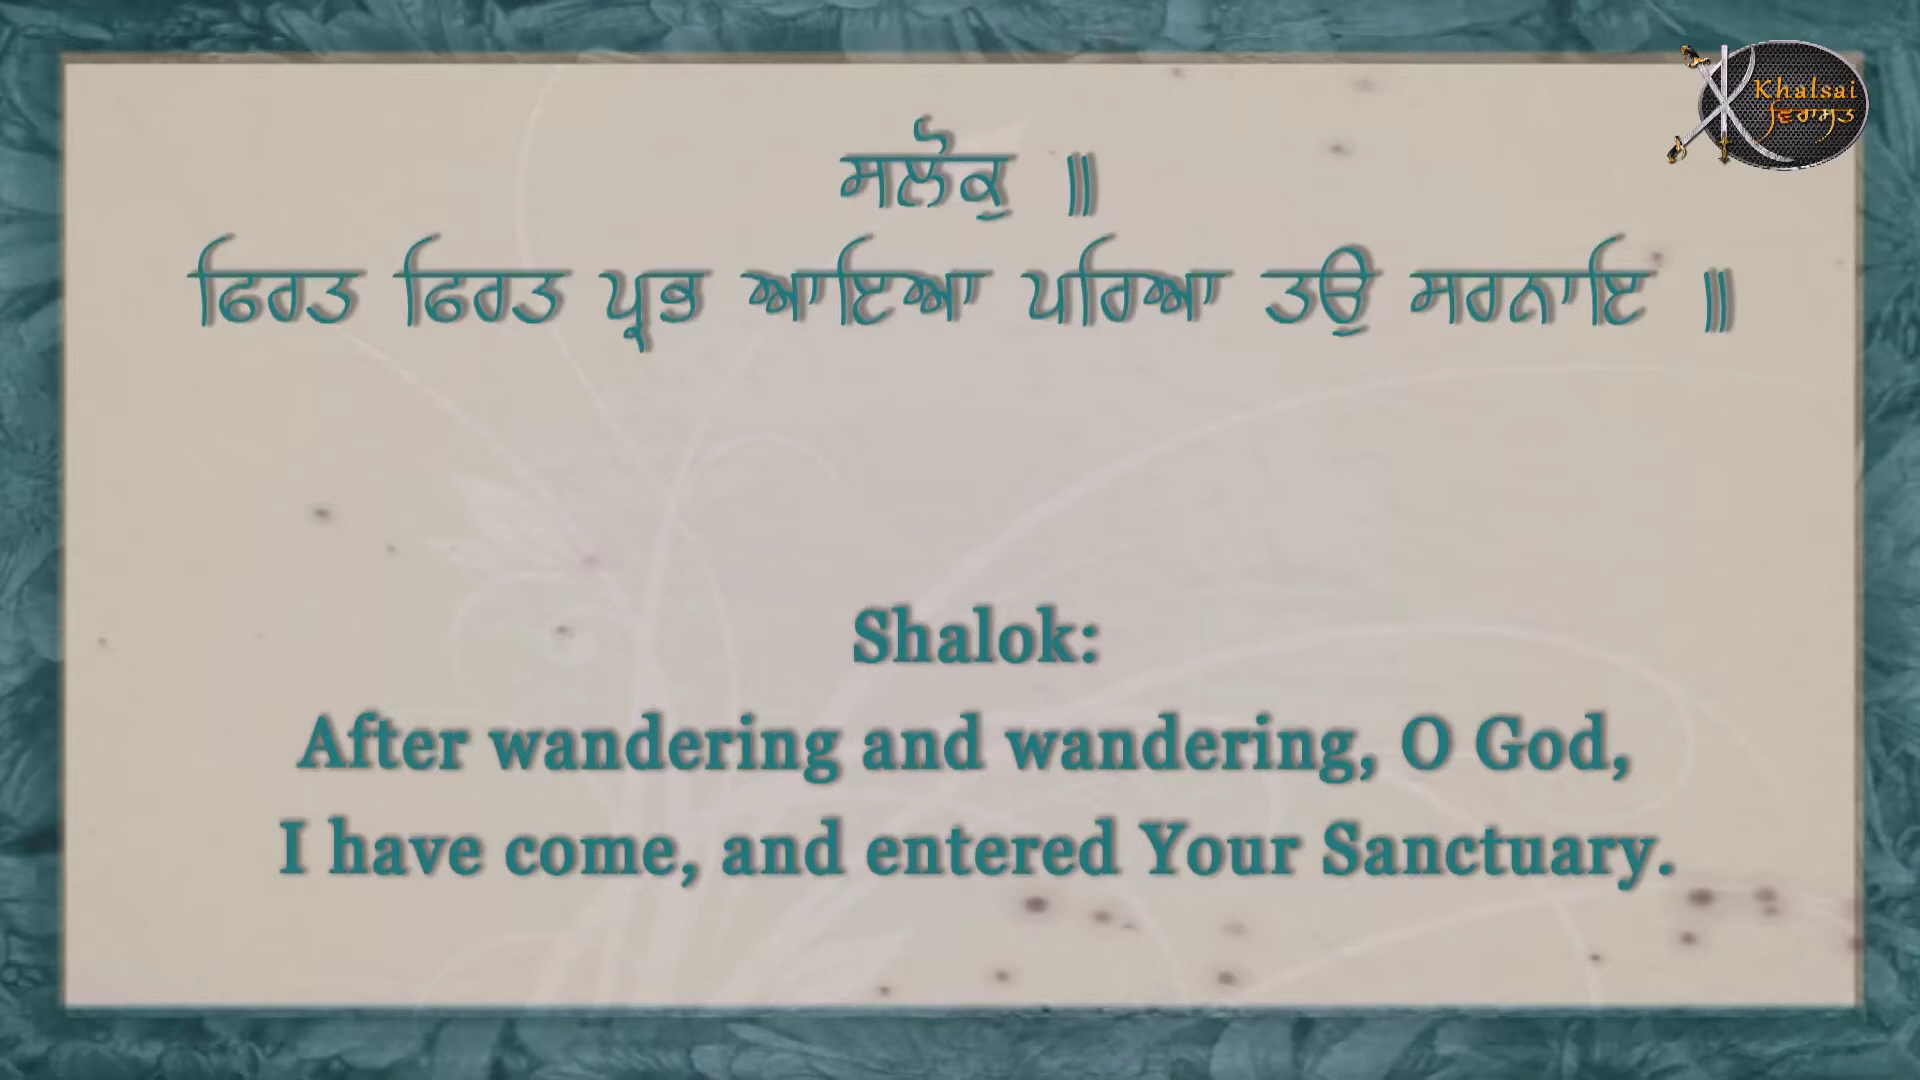 Khalsai
ਵਿਰਾਸਤ
ਸਲੋਕੁ ॥
ਫਿਰਤ ਫਿਰਤ ਪ੍ਰਭ ਆਇਆ ਪਰਿਆ ਤਉ ਸਰਨਾਇ ॥
Shalok:
After wandering and wandering, O God,
I have come, and entered Your Sanctuary.